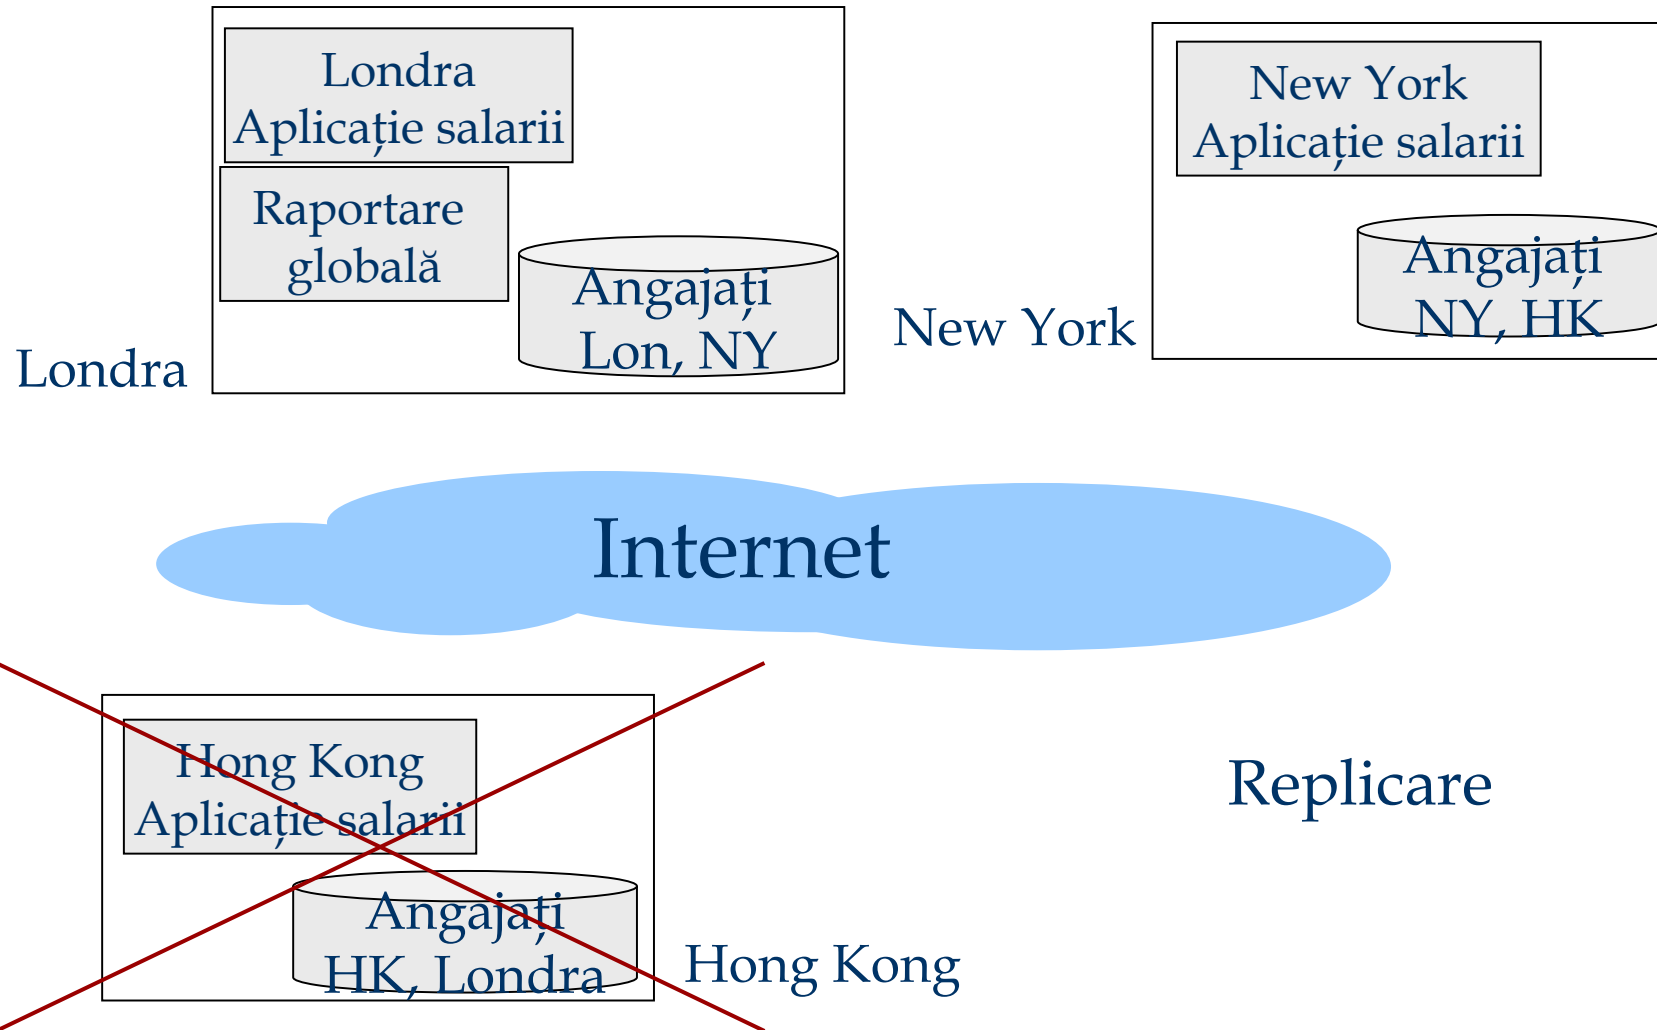 Londra
Aplicație salarii
Raportare
globală
Angajați
Lon, NY
Londra
New York
Aplicație salarii
Angajați
NY, HK
New York
Internet
Hong Kong
Aplicație salarii
Angajați
HK, Londra
Hong Kong
Replicare